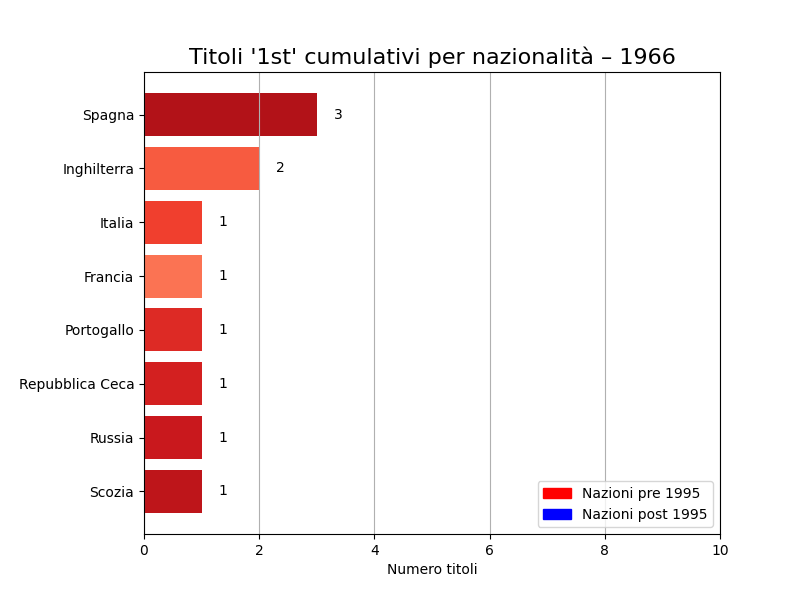 Titoli '1st' cumulativi per nazionalità – 1966
Spagna 3
Inghilterra 2
Italia 1
Francia 1
Portogallo 1
Repubblica Ceca 1
Russia 1
Scozia 1
Nazioni pre 1995
Nazioni post 1995
0 2 4 6 8 10
Numero titoli